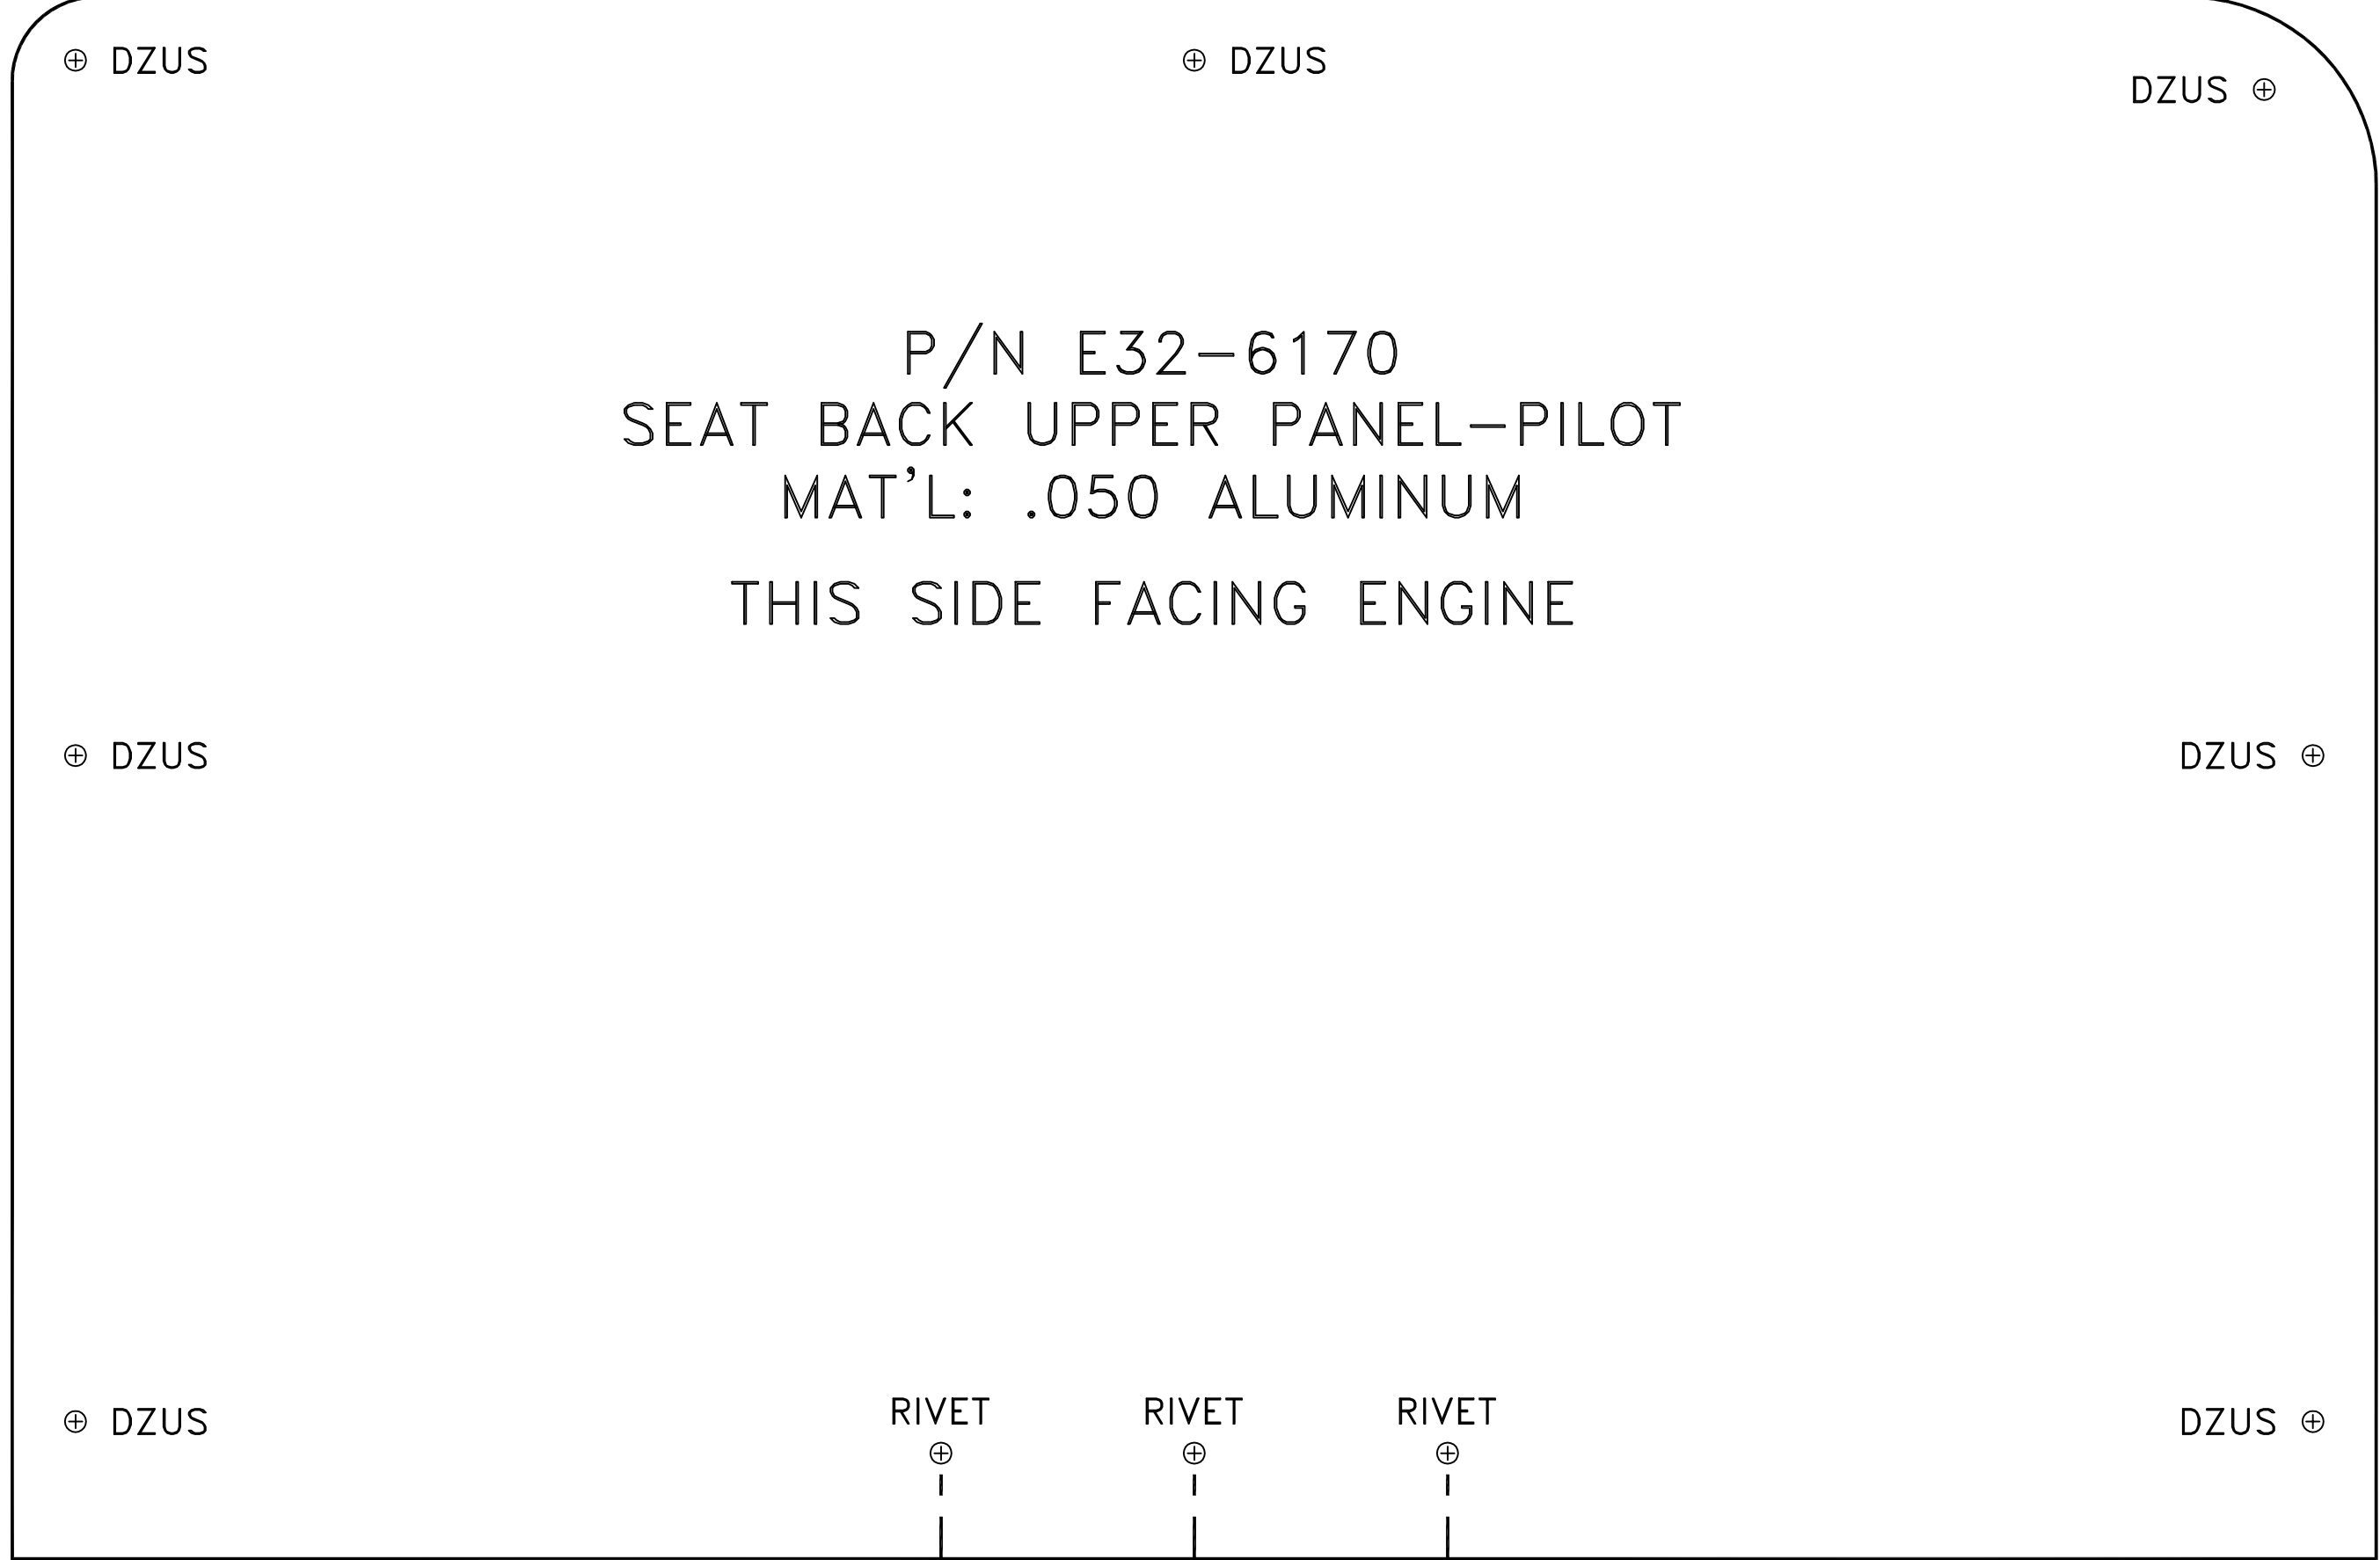 DZUS
DZUS
DZUS
P/N E32-6170
SEAT BACK UPPER PANEL-PILOT
MAT'L: .050 ALUMINUM
THIS SIDE FACING ENGINE
DZUS
DZUS
RIVET
RIVET
RIVET
DZUS
DZUS